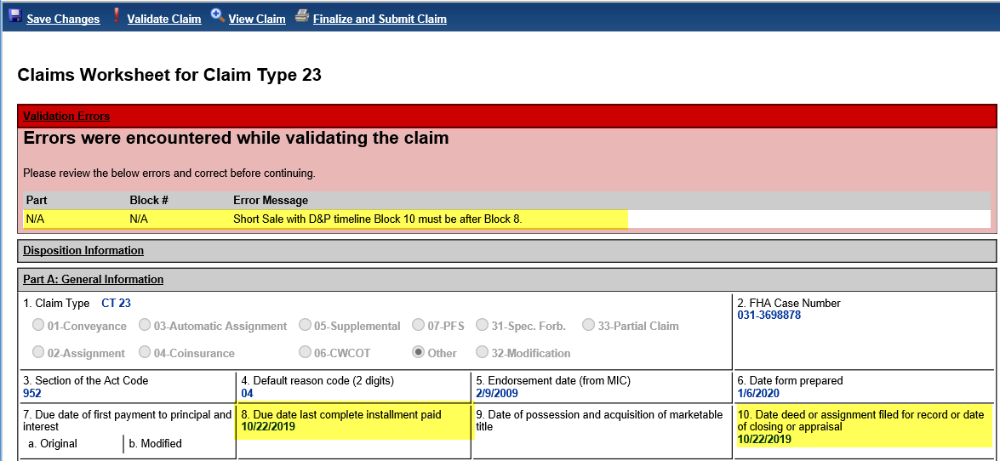 Save Changes Validate Claim View Claim Finalize and Submit Claim
Claims Worksheet for Claim Type 23
Validation Errors
Errors were encountered while validating the claim
Please review the below errors and correct before continuing.
Part Block # Error Message
N/A N/A Short Sale with D&P timeline Block 10 must be after Block 8.
Disposition Information
Part A: General Information
1. Claim Type CT 23
01-Conveyance 03-Automatic Assignment 05-Supplemental 07-PFS 31-Spec. Forb. 33-Partial Claim
02-Assignment 04-Coinsurance 06-CWCOT Other 32-Modification
2. FHA Case Number
031-3698878
3. Section of the Act Code
952
4. Default reason code (2 digits)
04
5. Endorsement date (from MIC)
2/9/2009
6. Date form prepared
1/6/2020
7. Due date of first payment to principal and
interest
a. Original b. Modified
8. Due date last complete installment paid
10/22/2019
9. Date of possession and acquisition of marketable
title
10. Date deed or assignment filed for record or date
of closing or appraisal
10/22/2019